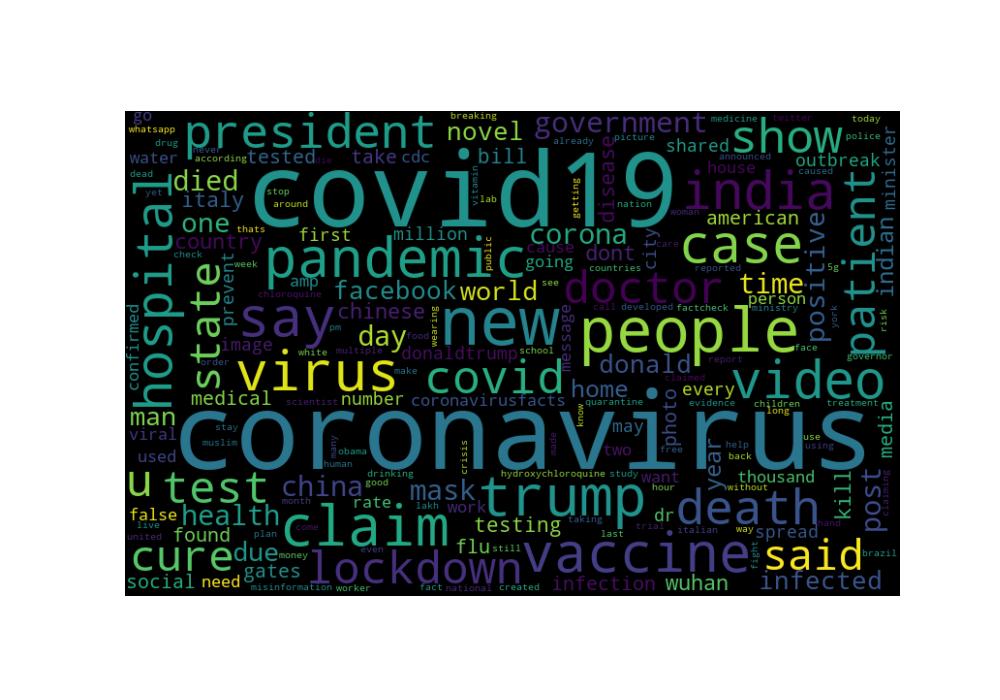 go
breaking
medicine
twitter
today
whatsapp
president
novel
government
show
police
drug
never
already
picture
shared
water
according
tested
die
take
cdc
bill
covid19
disease
house
announced
outbreak
minister
dead
died
vitamin
lab
india
caused
yet
hospital
italy
stop
getting
nation
woman
patient
indian
around
one
thats
first
million
corona
american
country
pandemic
public
cause
dont
city
case
care
positive
check
week
prevent
amp
going
see
countries
doctor
reported
time
5g
state
chloroquine
facebook
world
person
risk
confirmed
say
chinese
new
message
call
developed
factcheck
ministry
york
image
pm
day
wearing
people
white
multiple
food
donaldtrump
school
report
face
governor
order
virus
make
covid
donald
claimed
video
medical
scientist
number
coronavirusfacts
home
quarantine
every
evidence
children
treatment
man
coronavirus
know
photo
may
long
media
viral
stay
used
muslim
many
obama
crisis
made
two
year
help
use
using
human
free
back
u
test
china
drinking
hydroxychloroquine
study
want
thousand
good
mask
trump
hour
death
without
kill
post
claiming
month
rate
lakh
work
false
health
claim
taking
dr
hand
live
found
testing
trial
italian
way
spread
united
plan
come
last
cure
due
flu
still
vaccine
fight
said
brazil
money
even
lockdown
social
need
gates
infection
wuhan
infected
misinformation
worker
fact
national
created